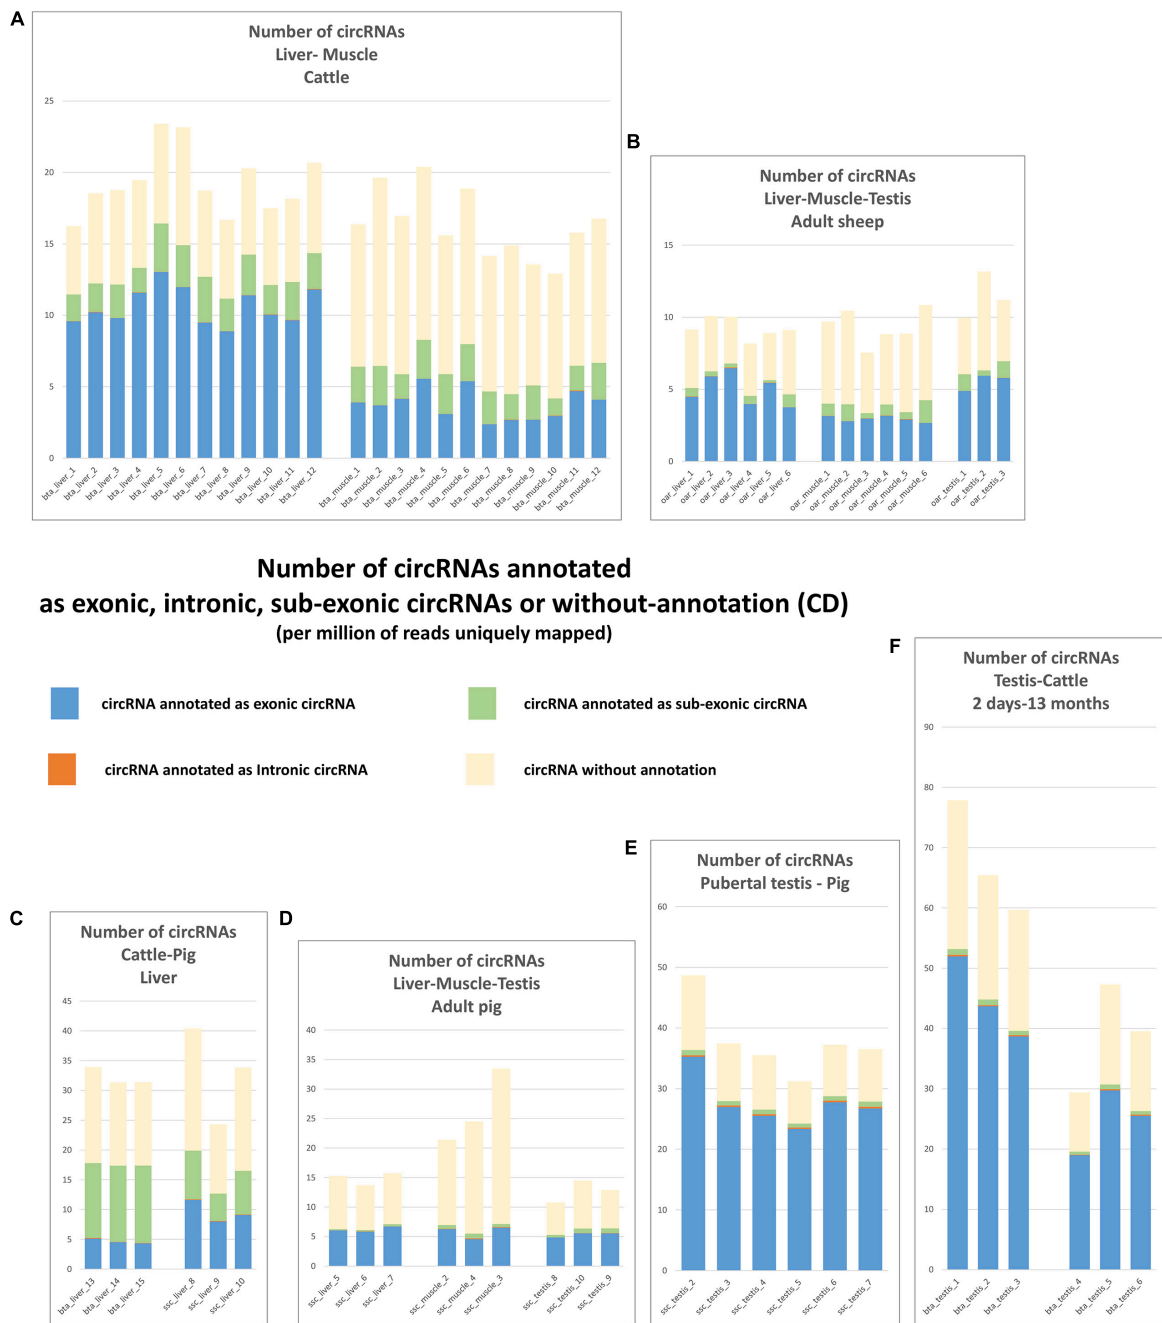 A
Number of circRNAs
Liver- Muscle
Cattle
25
20
15
10
5
0
bta_liver_1
bta_liver_2
bta_liver_3
bta_liver_4
bta_liver_5
bta_liver_6
bta_liver_7
bta_liver_8
bta_liver_9
bta_liver_10
bta_liver_11
bta_liver_12
bta_muscle_1
bta_muscle_2
bta_muscle_3
bta_muscle_4
bta_muscle_5
bta_muscle_6
bta_muscle_7
bta_muscle_8
bta_muscle_9
bta_muscle_10
bta_muscle_11
bta_muscle_12
B
Number of circRNAs
Liver-Muscle-Testis
Adult sheep
15
10
5
0
oar_liver_1
oar_liver_2
oar_liver_3
oar_liver_4
oar_liver_5
oar_liver_6
oar_muscle_1
oar_muscle_2
oar_muscle_3
oar_muscle_4
oar_muscle_5
oar_muscle_6
oar_testis_1
oar_testis_2
oar_testis_3
Number of circRNAs annotated
as exonic, intronic, sub-exonic circRNAs or without-annotation (CD)
(per million of reads uniquely mapped)
circRNA annotated as exonic circRNA
circRNA annotated as sub-exonic circRNA
circRNA annotated as Intronic circRNA
circRNA without annotation
C
Number of circRNAs
Cattle-Pig
Liver
45
40
35
30
25
20
15
10
5
0
bta_liver_13
bta_liver_14
bta_liver_15
ssc_liver_8
ssc_liver_9
ssc_liver_10
D
Number of circRNAs
Liver-Muscle-Testis
Adult pig
40
35
30
25
20
15
10
5
0
ssc_liver_5
ssc_liver_6
ssc_liver_7
ssc_muscle_2
ssc_muscle_4
ssc_muscle_3
ssc_testis_8
ssc_testis_10
ssc_testis_9
E
Number of circRNAs
Pubertal testis - Pig
60
50
40
30
20
10
0
ssc_testis_2
ssc_testis_3
ssc_testis_4
ssc_testis_5
ssc_testis_6
ssc_testis_7
F
Number of circRNAs
Testis-Cattle
2 days-13 months
90
80
70
60
50
40
30
20
10
0
bta_testis_1
bta_testis_2
bta_testis_3
bta_testis_4
bta_testis_5
bta_testis_6